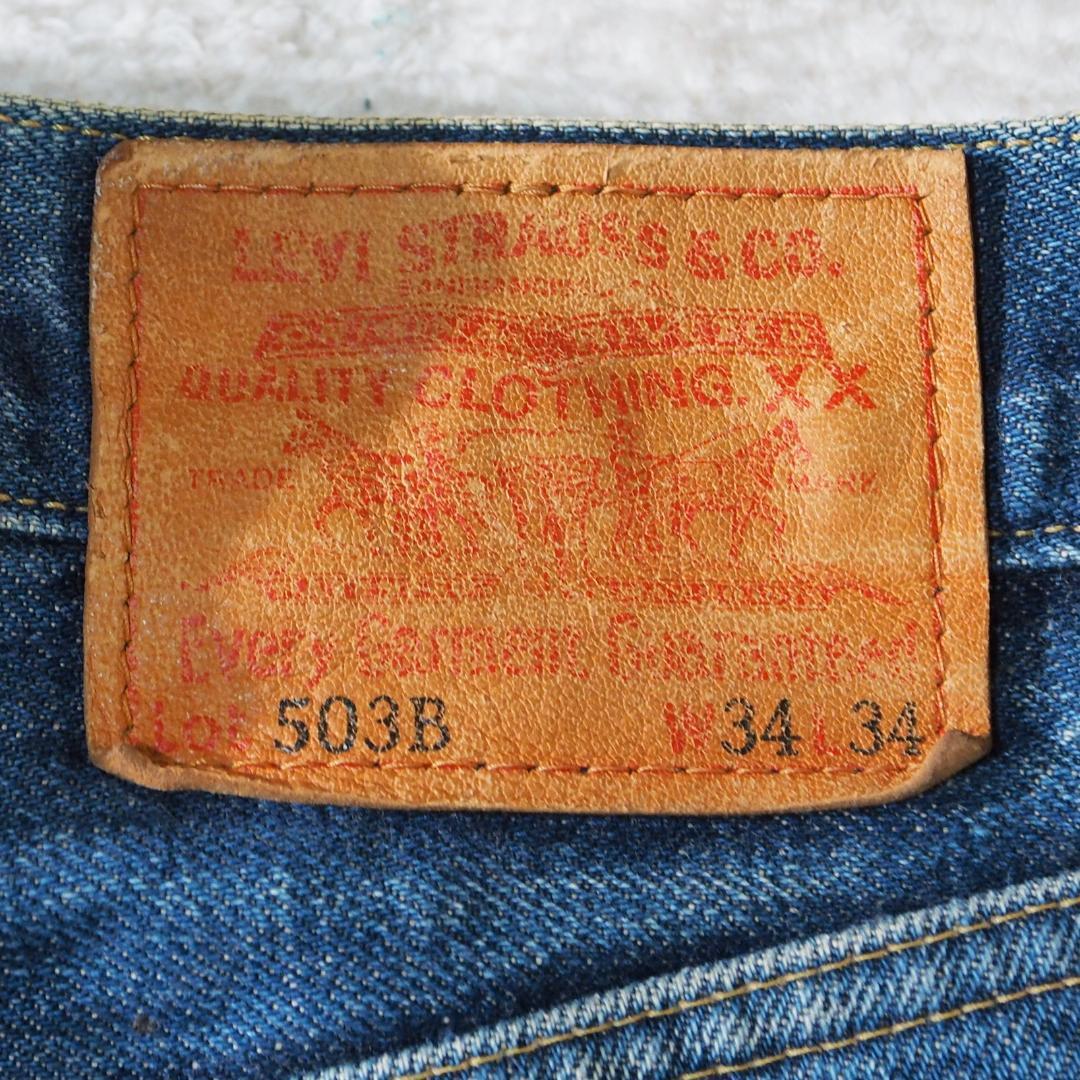 LEVI STRAUSS & CO.
QUALITY CLOTHING. XX
TRADE MARK
Every Garment Guaranteed
Lot 503B W34 L34